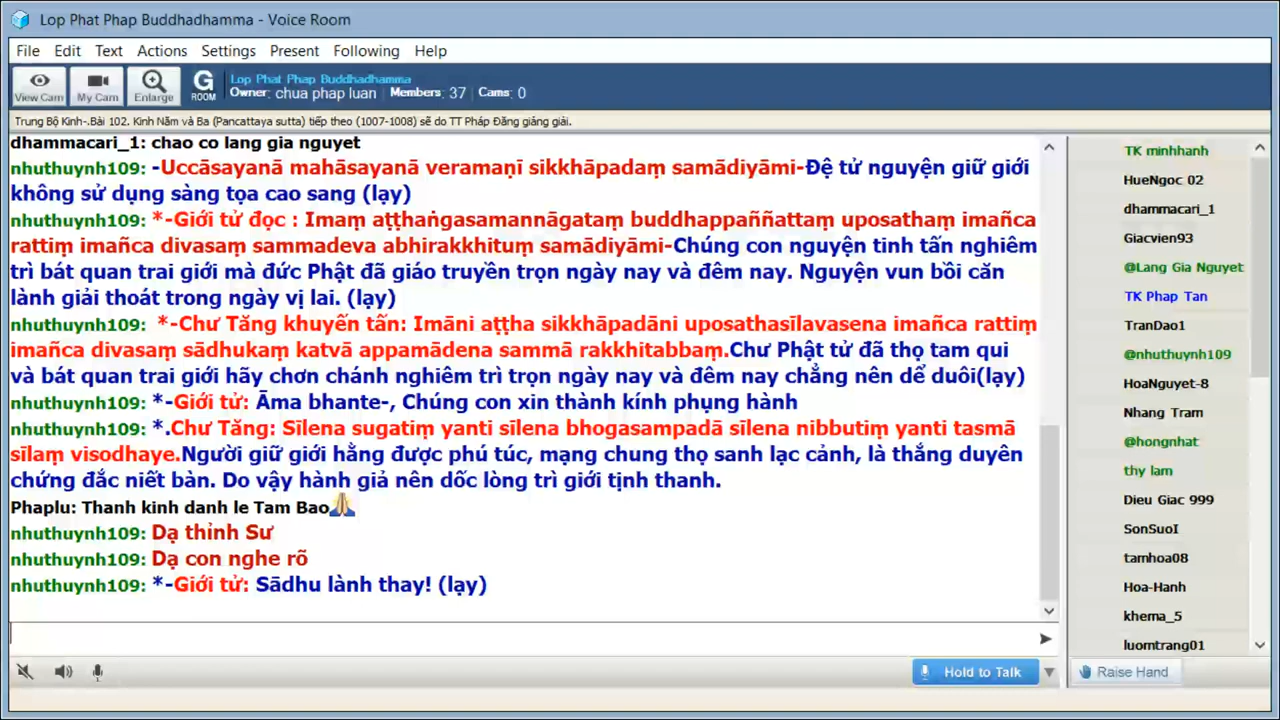 Lop Phat Phap Buddhadhamma - Voice Room
File Edit Text Actions Settings Present Following Help
View Cam My Cam Enlarge G ROOM
Lop Phat Phap Buddhadhamma
Owner: chua phap luan Members: 37 Cams: 0
Trung Bộ Kinh-.Bài 102. Kinh Năm và Ba (Pancattaya sutta) tiếp theo (1007-1008) sẽ do TT Pháp Đăng giảng giải.
dhammacari_1: chao co lang gia nguyet
nhuthuynh109: -Uccāsayanā mahāsayanā veramaṇi sikkhāpadaṃ samādiyāmi-Đệ tử nguyện giữ giới
không sử dụng sàng tọa cao sang (lạy)
nhuthuynh109: *-Giới tử đọc : Imaṃ aṭṭhaṅgasamannāgataṃ buddhappaññattaṃ uposathaṃ imañca
rattiṃ imañca divasaṃ sammadeva abhirakkhituṃ samādiyāmi-Chúng con nguyện tinh tấn nghiêm
trì bát quan trai giới mà đức Phật đã giáo truyền trọn ngày nay và đêm nay. Nguyện vun bồi căn
lành giải thoát trong ngày vị lai. (lạy)
nhuthuynh109: *-Chư Tăng khuyến tấn: Imāni aṭṭha sikkhāpadāni uposathasīlavasena imañca rattiṃ
imañca divasaṃ sādhukaṃ katvā appamādena sammā rakkhitabbaṃ.Chư Phật tử đã thọ tam qui
và bát quan trai giới hãy chơn chánh nghiêm trì trọn ngày nay và đêm nay chẳng nên dể duôi(lạy)
nhuthuynh109: *-Giới tử: Āma bhante-, Chúng con xin thành kính phụng hành
nhuthuynh109: *.Chư Tăng: Sīlena sugatiṃ yanti sīlena bhogasampadā sīlena nibbutiṃ yanti tasmā
sīlaṃ visodhaye.Người giữ giới hằng được phú túc, mạng chung thọ sanh lạc cảnh, là thắng duyên
chứng đắc niết bàn. Do vậy hành giả nên dốc lòng trì giới tịnh thanh.
Phaplu: Thanh kinh danh le Tam Bao
nhuthuynh109: Dạ thỉnh Sư
nhuthuynh109: Dạ con nghe rõ
nhuthuynh109: *-Giới tử: Sādhu lành thay! (lạy)
TK minhhanh
HueNgoc 02
dhammacari_1
Giacvien93
@Lang Gia Nguyet
TK Phap Tan
TranDao1
@nhuthuynh109
HoaNguyet-8
Nhang Tram
@hongnhat
thy lam
Dieu Giac 999
SonSuoI
tamhoa08
Hoa-Hanh
khema_5
luomtrang01
Hold to Talk
Raise Hand